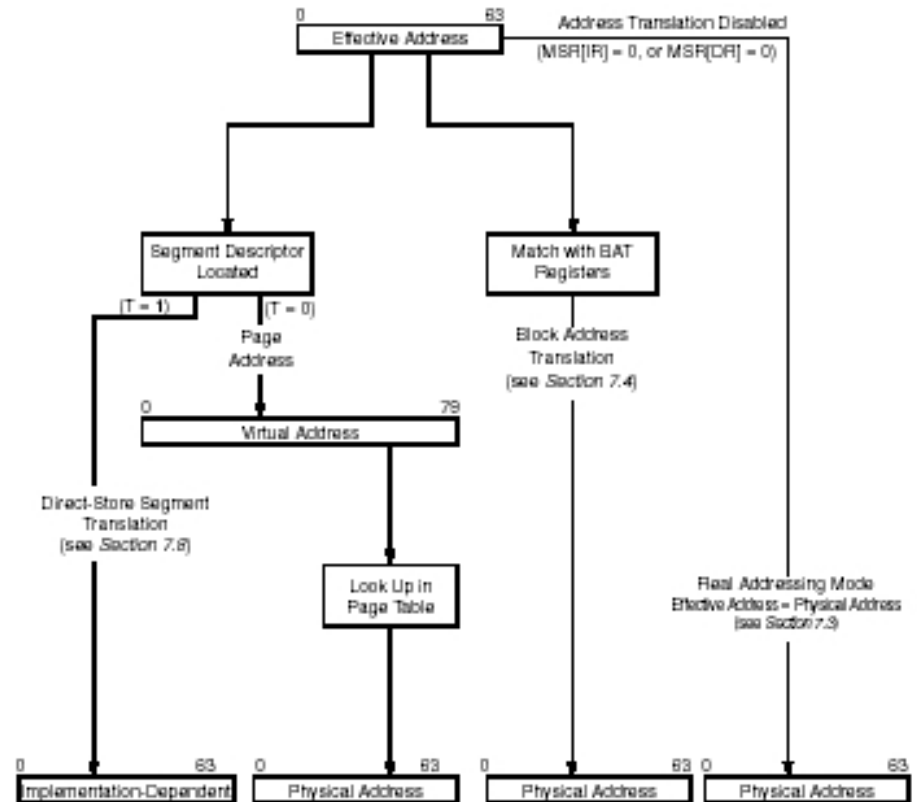 0 63
Effective Address
Address Translation Disabled
(MSR[IR] = 0, or MSR[DR] = 0)
Segment Descriptor
Located
Match with BAT
Registers
(T = 1)
(T = 0)
Page
Address
Block Address
Translation
(see Section 7.4)
0 79
Virtual Address
Direct-Store Segment
Translation
(see Section 7.8)
Look Up in
Page Table
Real Addressing Mode
Effective Address = Physical Address
(see Section 7.3)
0 63
Implementation-Dependent
0 63
Physical Address
0 63
Physical Address
0 63
Physical Address